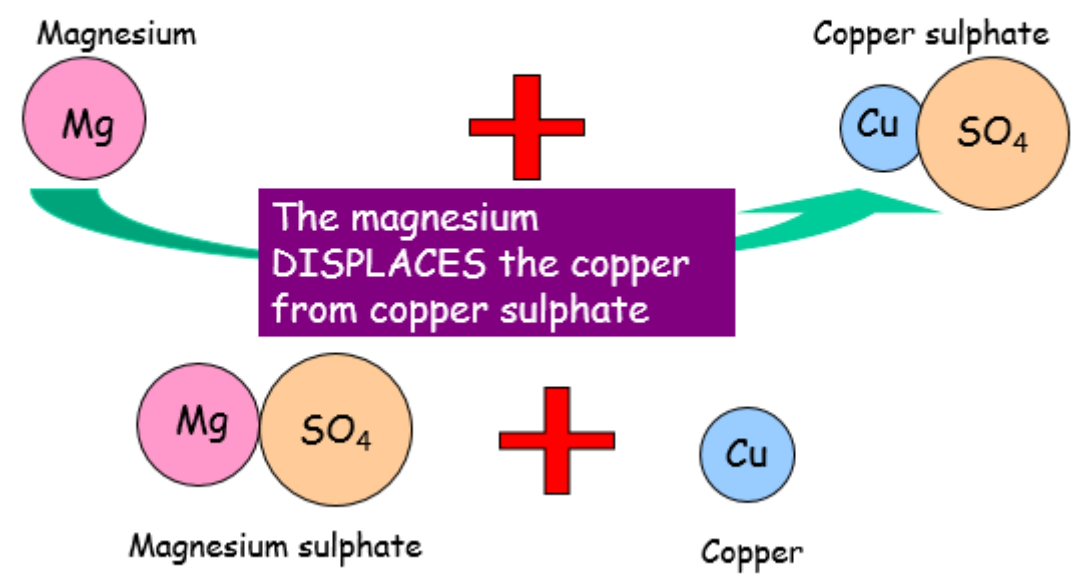 Magnesium
Copper sulphate
Mg
Cu
SO₄
The magnesium
DISPLACES the copper
from copper sulphate
Mg
SO₄
Cu
Magnesium sulphate
Copper